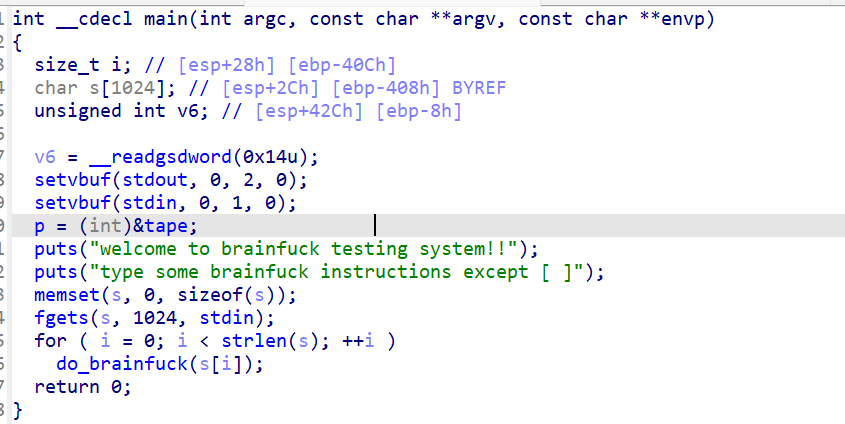 1 int __cdecl main(int argc, const char **argv, const char **envp)
2 {
3 size_t i; // [esp+28h] [ebp-40Ch]
4 char s[1024]; // [esp+2Ch] [ebp-408h] BYREF
5 unsigned int v6; // [esp+42Ch] [ebp-8h]
6
7 v6 = __readgsdword(0x14u);
8 setvbuf(stdout, 0, 2, 0);
9 setvbuf(stdin, 0, 1, 0);
0 p = (int)&tape;
1 puts("welcome to brainfuck testing system!!");
2 puts("type some brainfuck instructions except [ ]");
3 memset(s, 0, sizeof(s));
4 fgets(s, 1024, stdin);
5 for ( i = 0; i < strlen(s); ++i )
6 do_brainfuck(s[i]);
7 return 0;
8 }